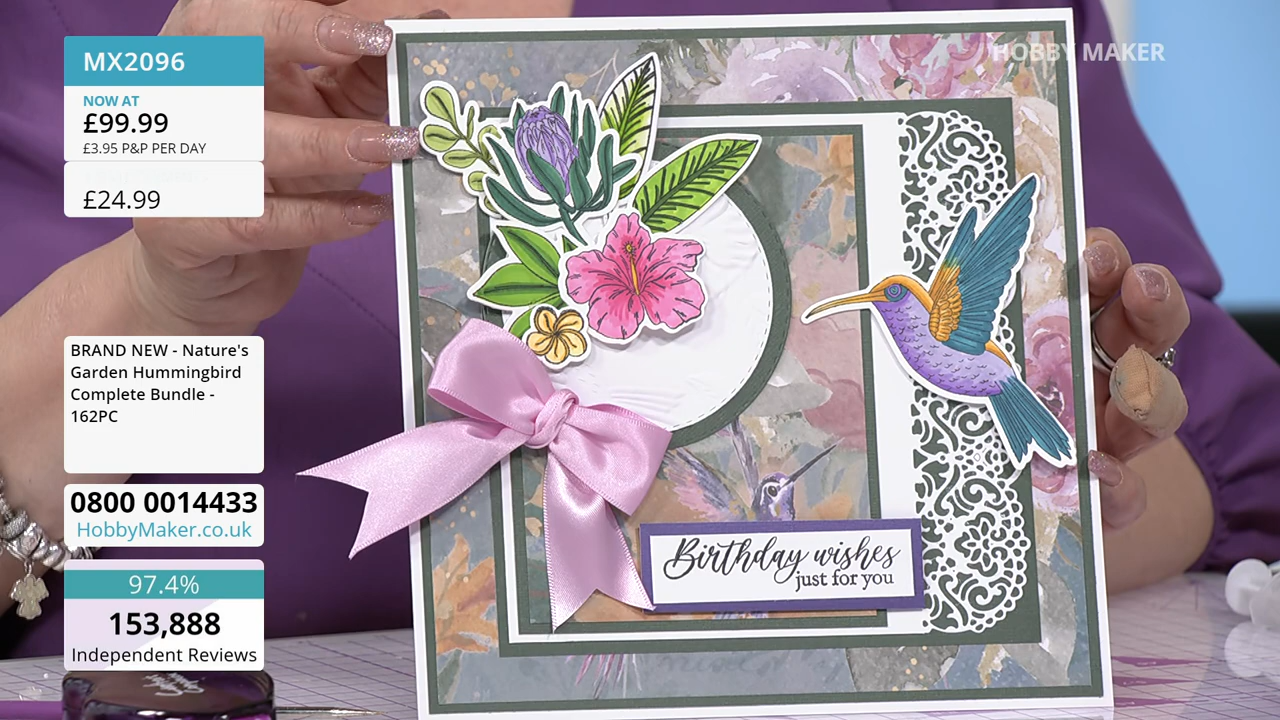 HOBBY MAKER
MX2096
NOW AT
£99.99
£3.95 P&P PER DAY
£24.99
BRAND NEW - Nature's
Garden Hummingbird
Complete Bundle -
162PC
0800 0014433
HobbyMaker.co.uk
97.4%
153,888
Independent Reviews
Birthday wishes
just for you